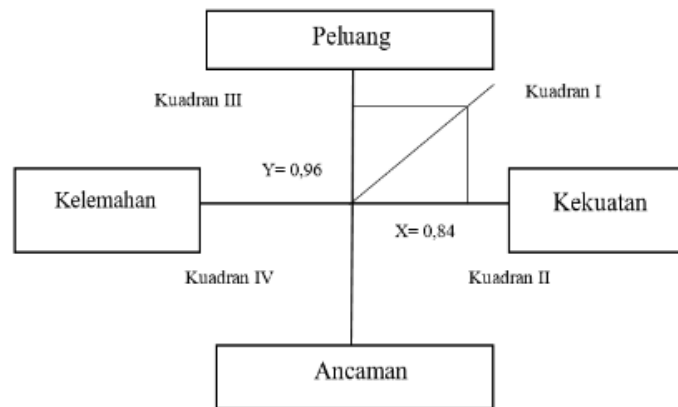 Peluang
Kuadran III
Kuadran I
Y= 0,96
Kelemahan
Kekuatan
X= 0,84
Kuadran IV
Kuadran II
Ancaman